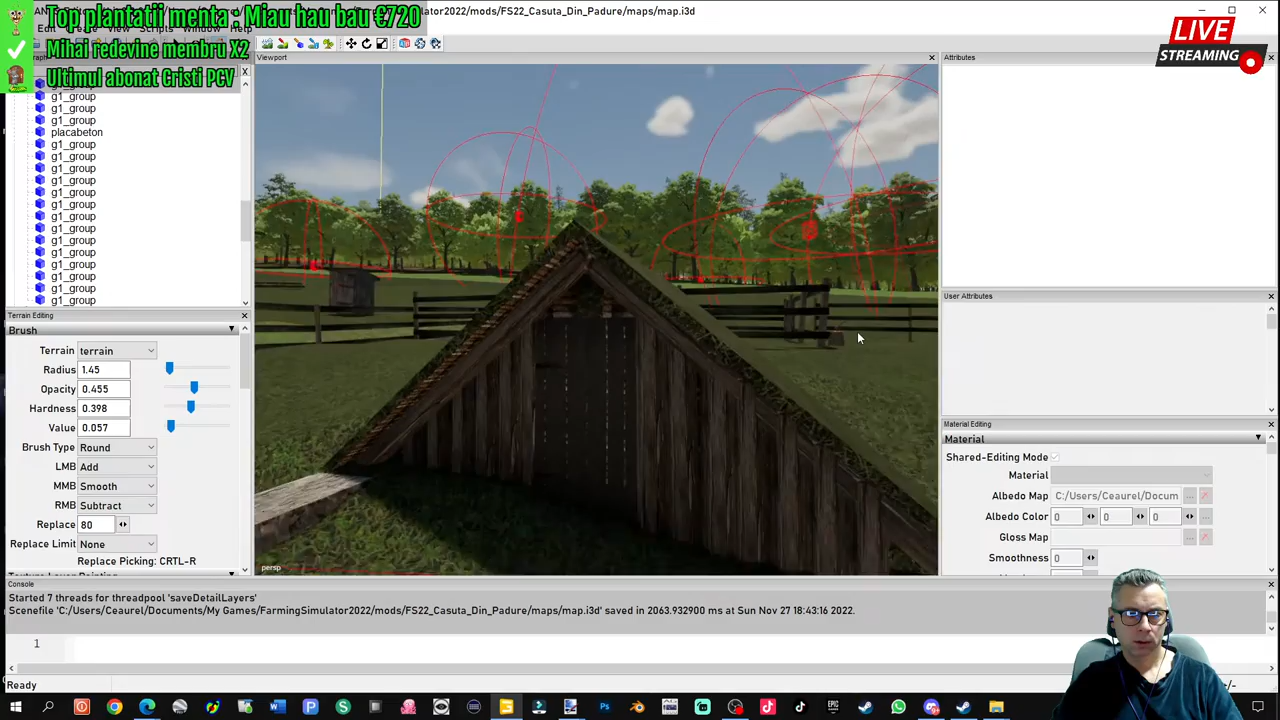 Top plantatii menta : Miau hau bau €720
ulator2022/mods/FS22_Casuta_Din_Padure/maps/map.i3d*
Mihai redevine membru X2
Ultimul abonat Cristi PCV
LIVE
STREAMING
Viewport
Attributes
g1_group
g1_group
g1_group
placabeton
g1_group
g1_group
g1_group
g1_group
g1_group
g1_group
g1_group
g1_group
g1_group
g1_group
g1_group
g1_group
g1_group
g1_group
Terrain Editing
Brush
Terrain terrain
Radius 1.45
Opacity 0.455
Hardness 0.398
Value 0.057
Brush Type Round
LMB Add
MMB Smooth
RMB Subtract
Replace 80
Replace Limit None
Replace Picking: CRTL-R
persp
User Attributes
Material Editing
Material
Shared-Editing Mode
Material
Albedo Map C:/Users/Ceaurel/Docum ...
Albedo Color 0 0 0 ...
Gloss Map ...
Smoothness 0
Console
Started 7 threads for threadpool 'saveDetailLayers'
Scenefile 'C:/Users/Ceaurel/Documents/My Games/FarmingSimulator2022/mods/FS22_Casuta_Din_Padure/maps/map.i3d' saved in 2063.932900 ms at Sun Nov 27 18:43:16 2022.
1
Ready